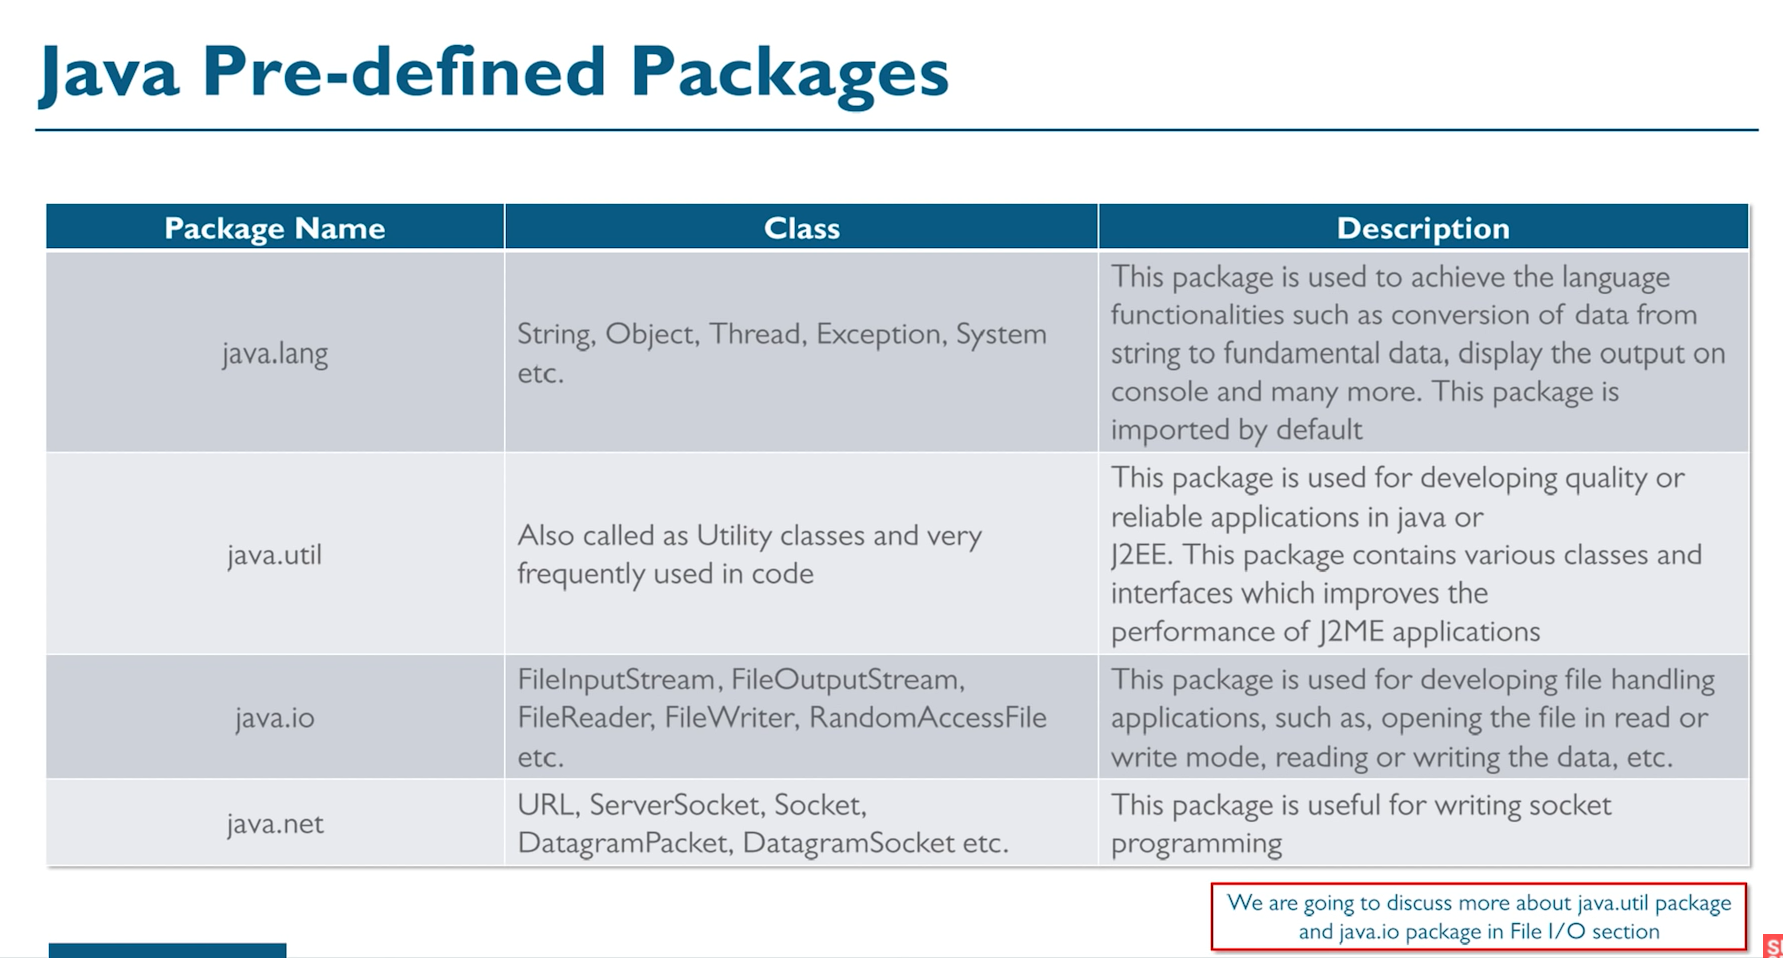 Java Pre-defined Packages
Package Name
Class
Description
java.lang
String, Object, Thread, Exception, System
etc.
This package is used to achieve the language
functionalities such as conversion of data from
string to fundamental data, display the output on
console and many more. This package is
imported by default
java.util
Also called as Utility classes and very
frequently used in code
This package is used for developing quality or
reliable applications in java or
J2EE. This package contains various classes and
interfaces which improves the
performance of J2ME applications
java.io
FileInputStream, FileOutputStream,
FileReader, FileWriter, RandomAccessFile
etc.
This package is used for developing file handling
applications, such as, opening the file in read or
write mode, reading or writing the data, etc.
java.net
URL, ServerSocket, Socket,
DatagramPacket, DatagramSocket etc.
This package is useful for writing socket
programming
We are going to discuss more about java.util package
and java.io package in File I/O section